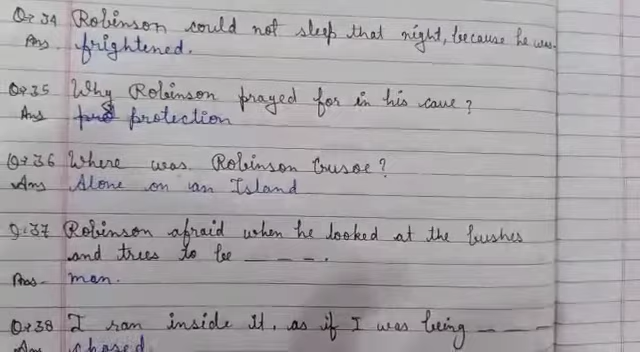 Q.34 Robinson could not sleep that night, because he was.
Ans. frightened.
Q.35 Why Robinson prayed for in his cave?
Ans protection
Q.36 Where was Robinson Crusoe?
Ans Alone on an Island
Q.37 Robinson afraid when he looked at the bushes
and trees to be _ _ _.
Ans- man.
Q.38 I ran inside it, as if I was being _ _
Ans chased